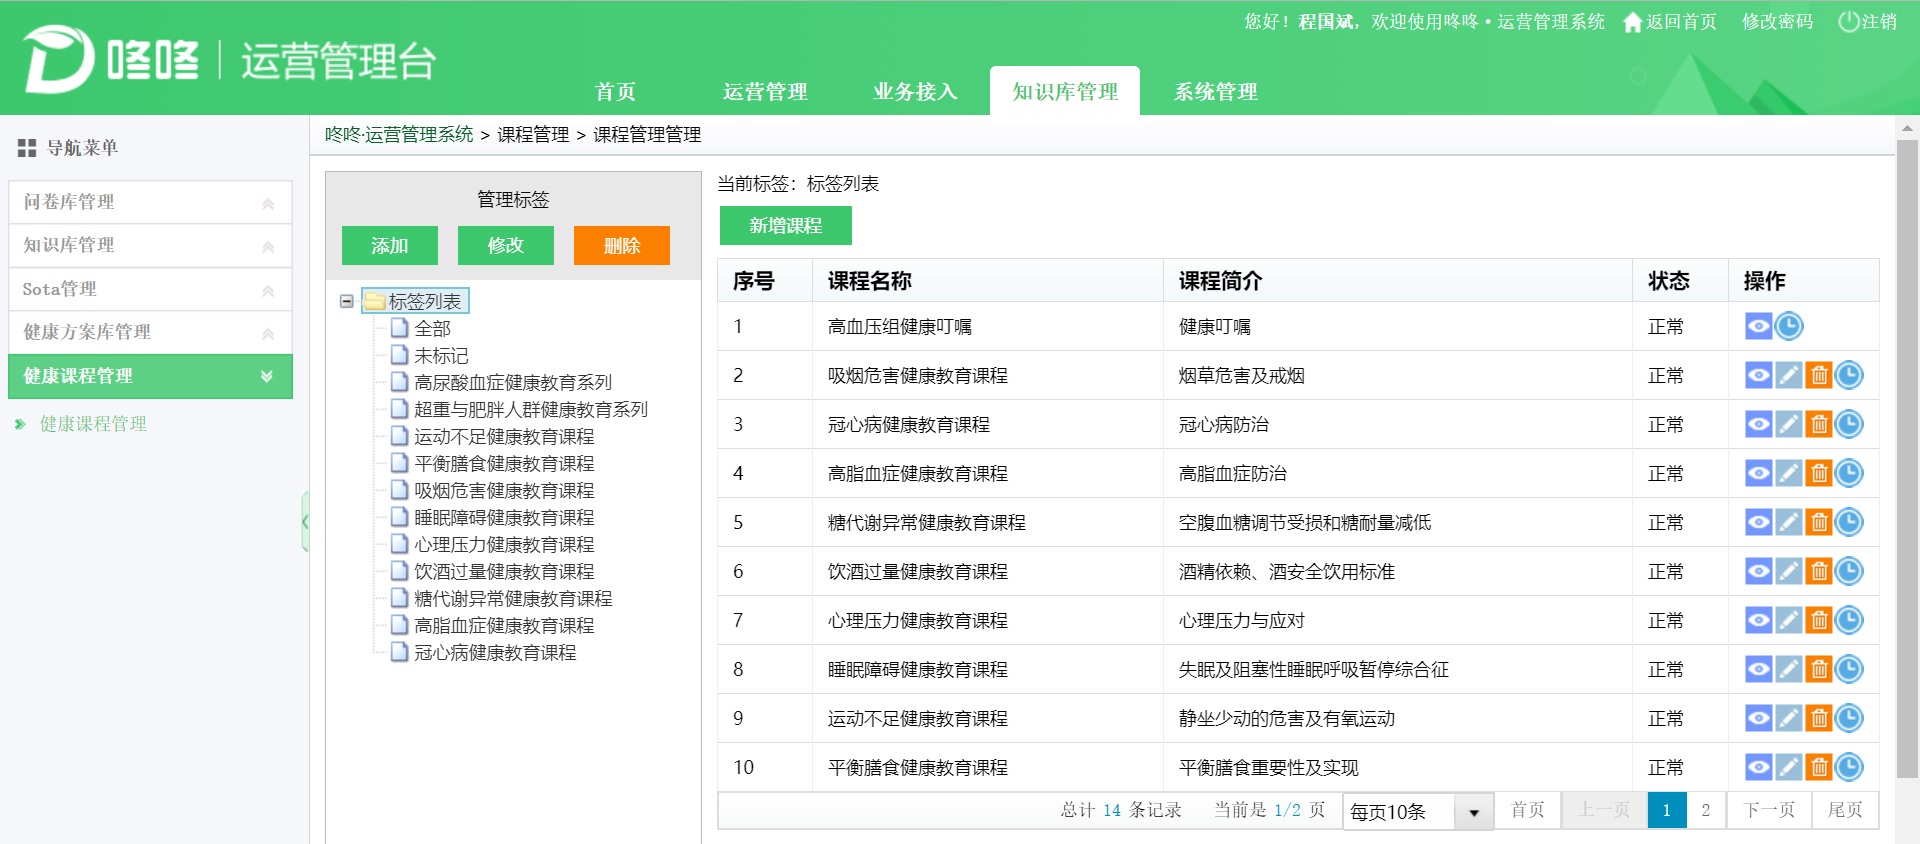 您好！程国斌，欢迎使用咚咚·运营管理系统 返回首页 修改密码 注销
咚咚 运营管理台
首页 运营管理 业务接入 知识库管理 系统管理
导航菜单
问卷库管理
知识库管理
Sota管理
健康方案库管理
健康课程管理
健康课程管理
咚咚·运营管理系统 > 课程管理 > 课程管理管理
管理标签
添加 修改 删除
标签列表
全部
未标记
高尿酸血症健康教育系列
超重与肥胖人群健康教育系列
运动不足健康教育课程
平衡膳食健康教育课程
吸烟危害健康教育课程
睡眠障碍健康教育课程
心理压力健康教育课程
饮酒过量健康教育课程
糖代谢异常健康教育课程
高脂血症健康教育课程
冠心病健康教育课程
当前标签：标签列表
新增课程
序号 课程名称 课程简介 状态 操作
1 高血压组健康叮嘱 健康叮嘱 正常
2 吸烟危害健康教育课程 烟草危害及戒烟 正常
3 冠心病健康教育课程 冠心病防治 正常
4 高脂血症健康教育课程 高脂血症防治 正常
5 糖代谢异常健康教育课程 空腹血糖调节受损和糖耐量减低 正常
6 饮酒过量健康教育课程 酒精依赖、酒安全饮用标准 正常
7 心理压力健康教育课程 心理压力与应对 正常
8 睡眠障碍健康教育课程 失眠及阻塞性睡眠呼吸暂停综合征 正常
9 运动不足健康教育课程 静坐少动的危害及有氧运动 正常
10 平衡膳食健康教育课程 平衡膳食重要性及实现 正常
总计 14 条记录 当前是 1/2 页 每页10条 首页 上一页 1 2 下一页 尾页